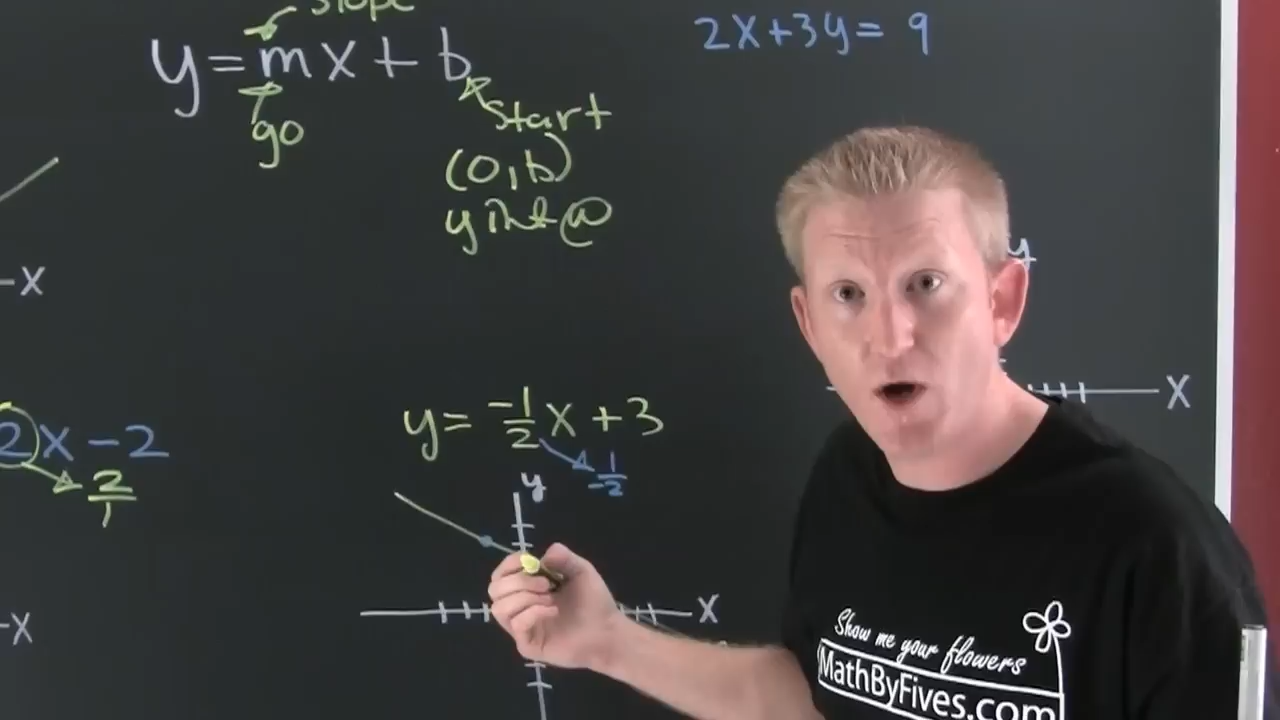 slope
y = mx + b
go
start
(0,b)
y int @
2x+3y = 9
y
-x
x
2x - 2
2/1
y = -1/2 x + 3
1/-2
y
x
-x
Show me your flowers
MathByFives.com